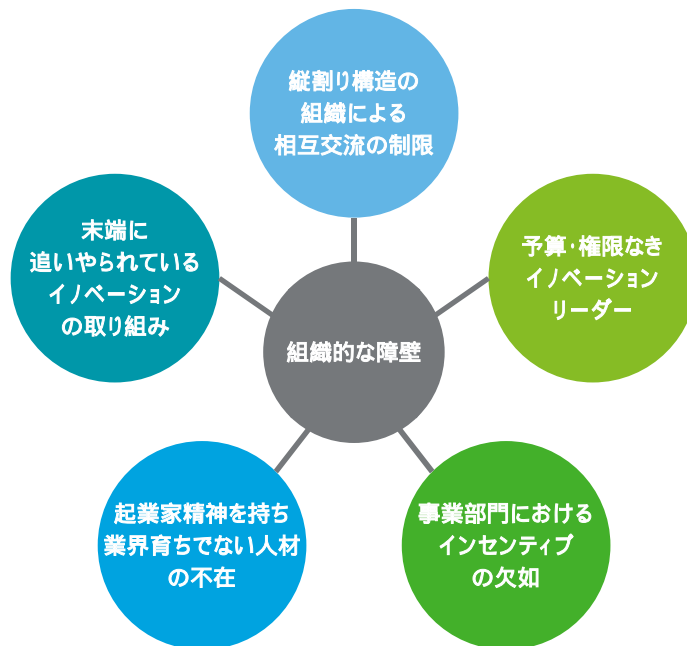 縦割り構造の
組織による
相互交流の制限
予算・権限なき
イノベーション
リーダー
事業部門における
インセンティブ
の欠如
起業家精神を持ち
業界育ちでない人材
の不在
末端に
追いやられている
イノベーション
の取り組み
組織的な障壁